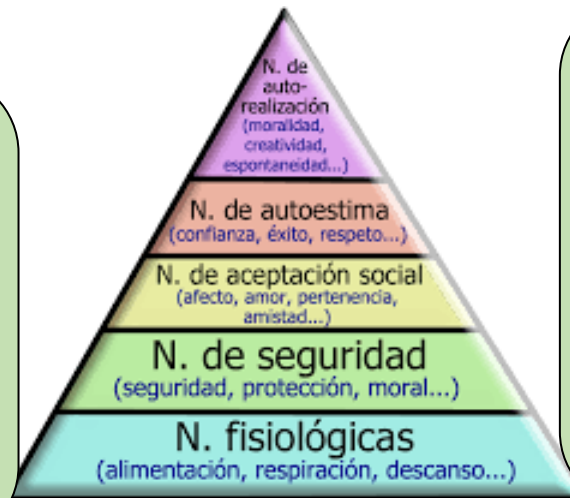 N. de
auto-
realización
(moralidad,
creatividad,
espontaneidad...)
N. de autoestima
(confianza, éxito, respeto...)
N. de aceptación social
(afecto, amor, pertenencia,
amistad...)
N. de seguridad
(seguridad, protección, moral...)
N. fisiológicas
(alimentación, respiración, descanso...)